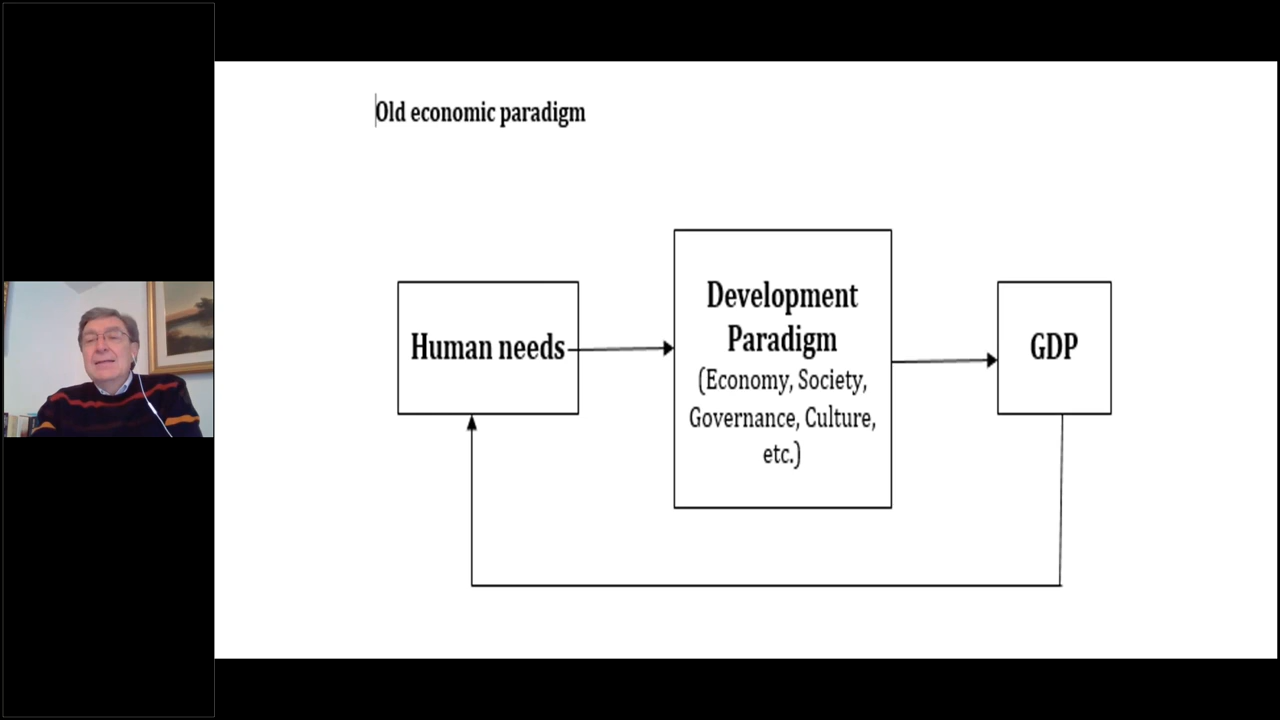 Old economic paradigm
Human needs
Development
Paradigm
(Economy, Society,
Governance, Culture,
etc.)
GDP